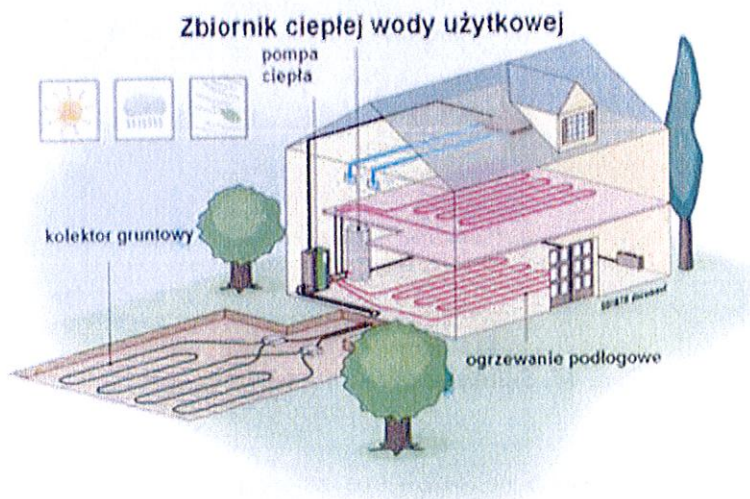 Zbiornik ciepłej wody użytkowej
pompa
ciepła
kolektor gruntowy
ogrzewanie podłogowe